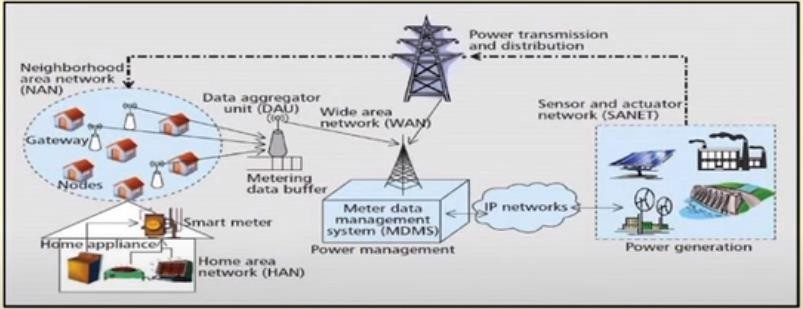 Power transmission
and distribution
Neighborhood
area network
(NAN)
Data aggregator
unit (DAU)
Wide area
network (WAN)
Sensor and actuator
network (SANET)
Gateway
Nodes
Metering
data buffer
Smart meter
Home appliance
Home area
network (HAN)
Meter data
management
system (MDMS)
Power management
IP networks
Power generation